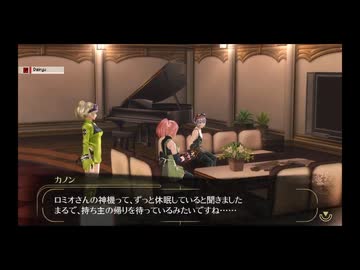 Daryu
カノン
ロミオさんの神機って、ずっと休眠していると聞きました
まるで、持ち主の帰りを待っているみたいですね……